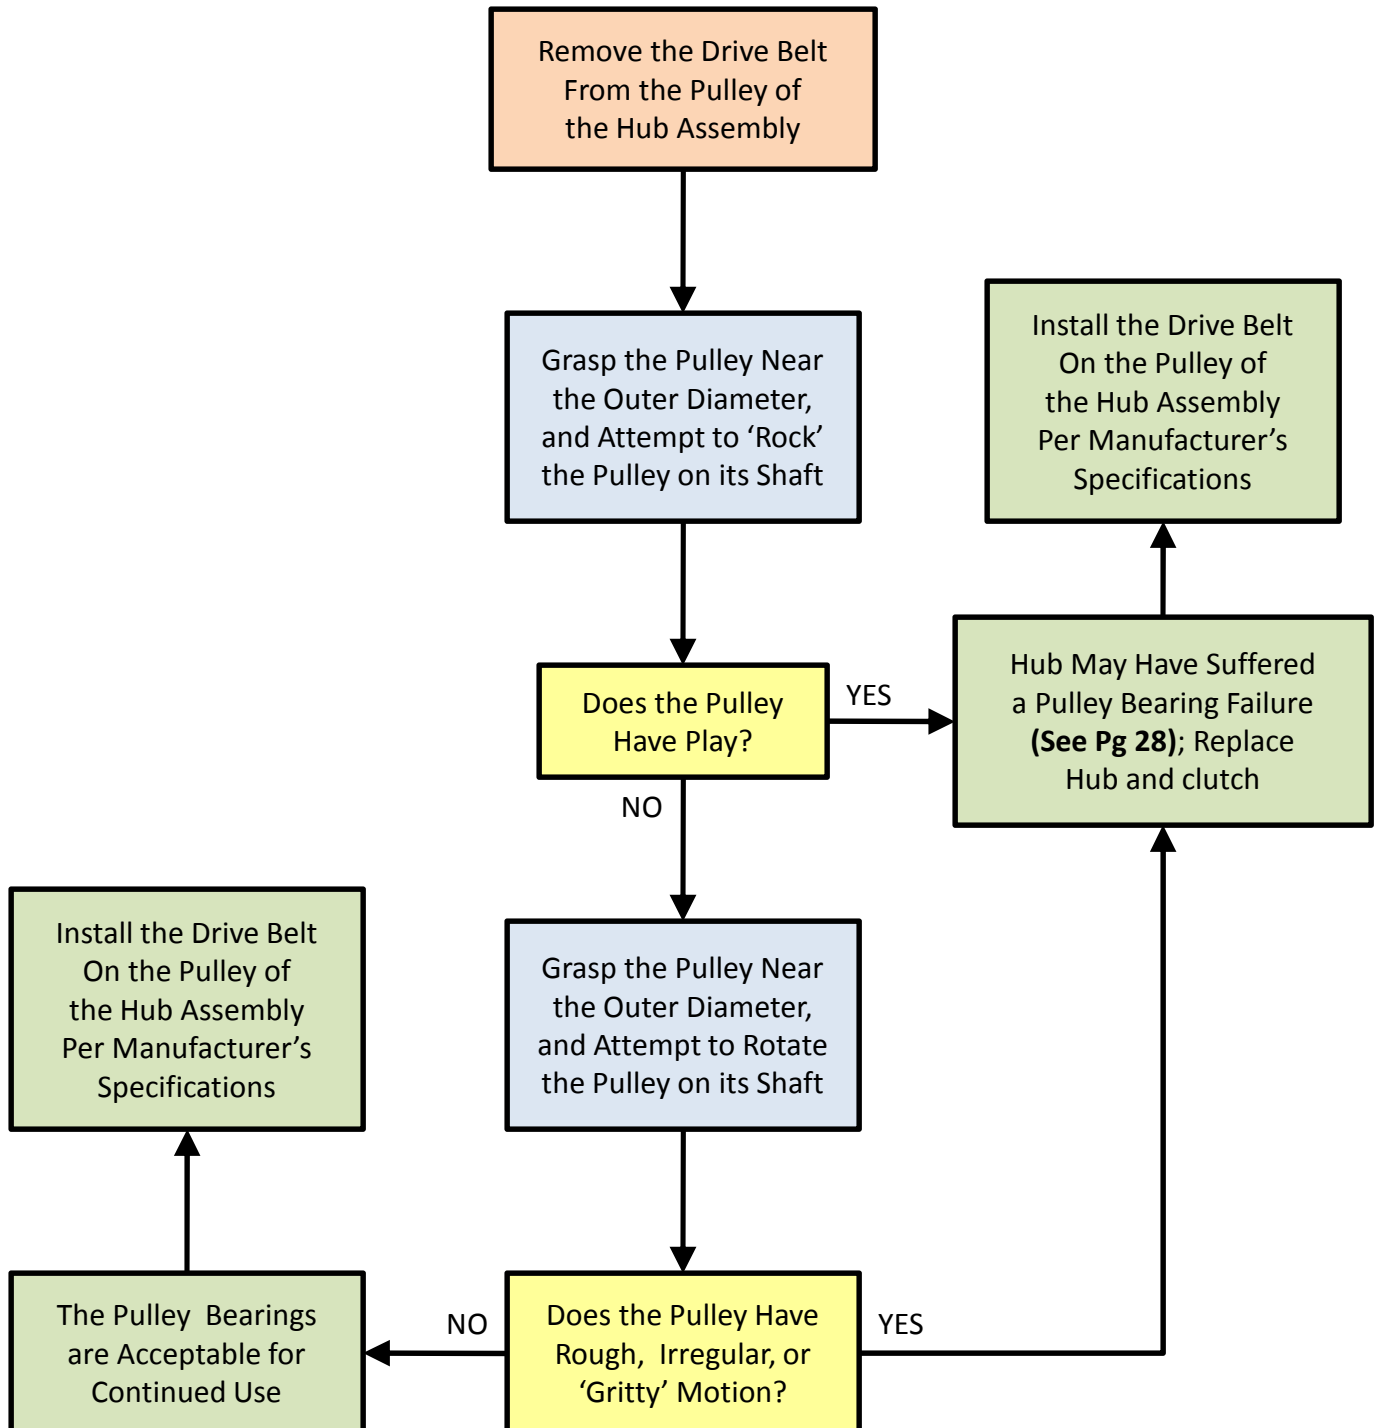 Remove the Drive Belt
From the Pulley of
the Hub Assembly
Grasp the Pulley Near
the Outer Diameter,
and Attempt to ‘Rock’
the Pulley on its Shaft
Install the Drive Belt
On the Pulley of
the Hub Assembly
Per Manufacturer’s
Specifications
Does the Pulley
Have Play?
YES
Hub May Have Suffered
a Pulley Bearing Failure
(See Pg 28); Replace
Hub and clutch
NO
Install the Drive Belt
On the Pulley of
the Hub Assembly
Per Manufacturer’s
Specifications
Grasp the Pulley Near
the Outer Diameter,
and Attempt to Rotate
the Pulley on its Shaft
The Pulley  Bearings
are Acceptable for
Continued Use
NO
Does the Pulley Have
Rough,  Irregular, or
‘Gritty’ Motion?
YES